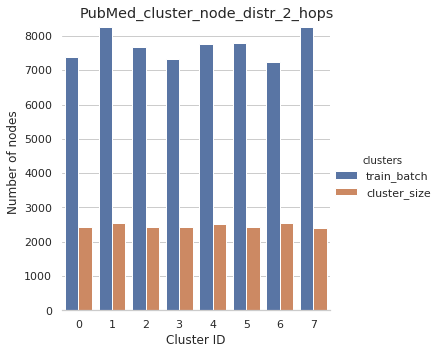 PubMed_cluster_node_distr_2_hops
8000
7000
6000
5000
4000
3000
2000
1000
0
Number of nodes
0 1 2 3 4 5 6 7
Cluster ID
clusters
train_batch
cluster_size